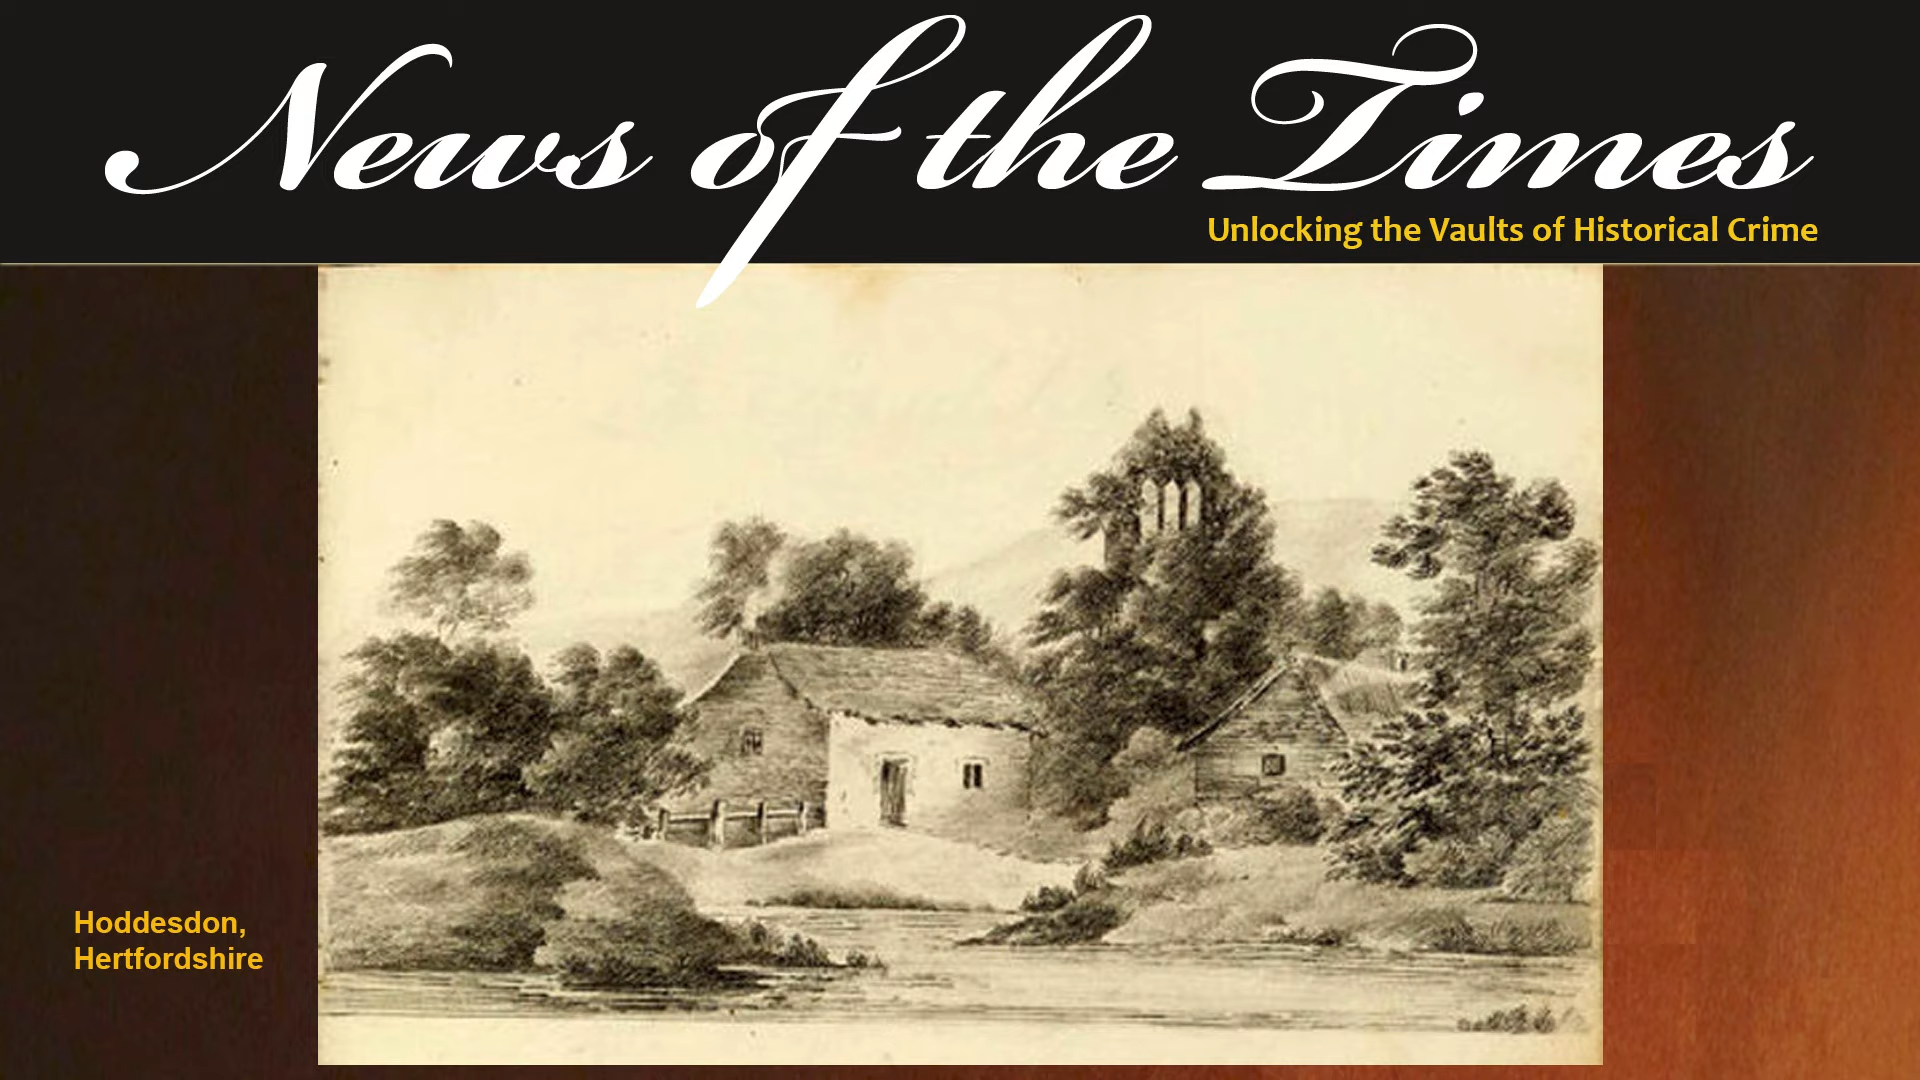 News of the Times
Unlocking the Vaults of Historical Crime
Hoddesdon,
Hertfordshire